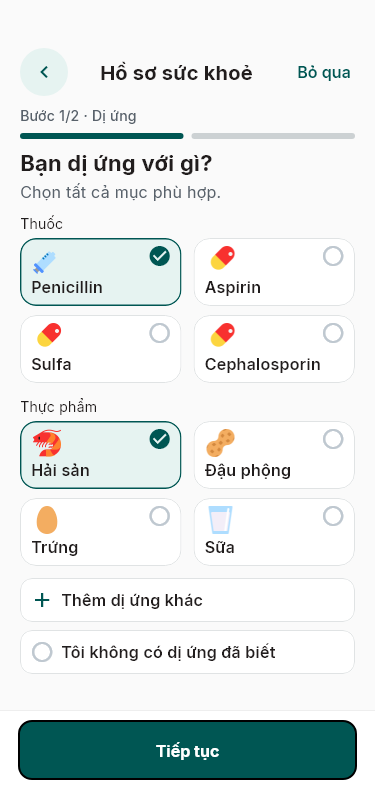 Hồ sơ sức khoẻ
Bỏ qua
Bước 1/2 · Dị ứng
Bạn dị ứng với gì?
Chọn tất cả mục phù hợp.
Thuốc
Penicillin
Aspirin
Sulfa
Cephalosporin
Thực phẩm
Hải sản
Đậu phộng
Trứng
Sữa
Thêm dị ứng khác
Tôi không có dị ứng đã biết
Tiếp tục